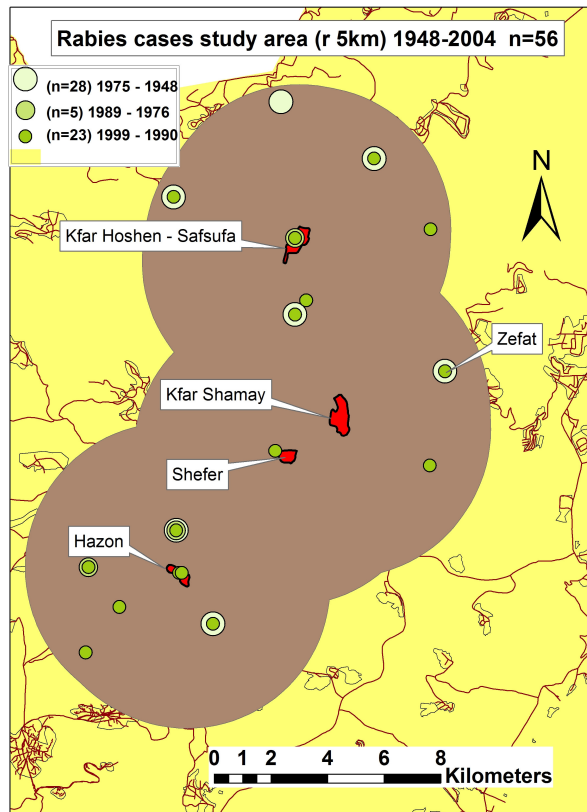 Rabies cases study area (r 5km) 1948-2004 n=56
(n=28) 1975 - 1948
(n=5) 1989 - 1976
(n=23) 1999 - 1990
N
Kfar Hoshen - Safsufa
Zefat
Kfar Shamay
Shefer
Hazon
0 1 2 4 6 8
Kilometers